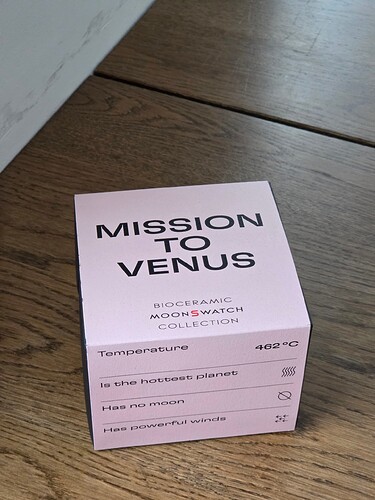 MISSION
TO
VENUS
BIOCERAMIC
MOONSWATCH
COLLECTION
Temperature 462°C
Is the hottest planet
Has no moon
Has powerful winds